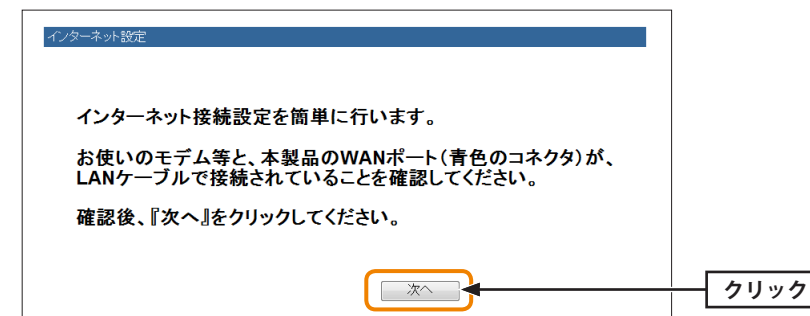 インターネット設定
インターネット接続設定を簡単に行います。
お使いのモデム等と、本製品のWANポート(青色のコネクタ)が、
LANケーブルで接続されていることを確認してください。
確認後、『次へ』をクリックしてください。
次へ
クリック